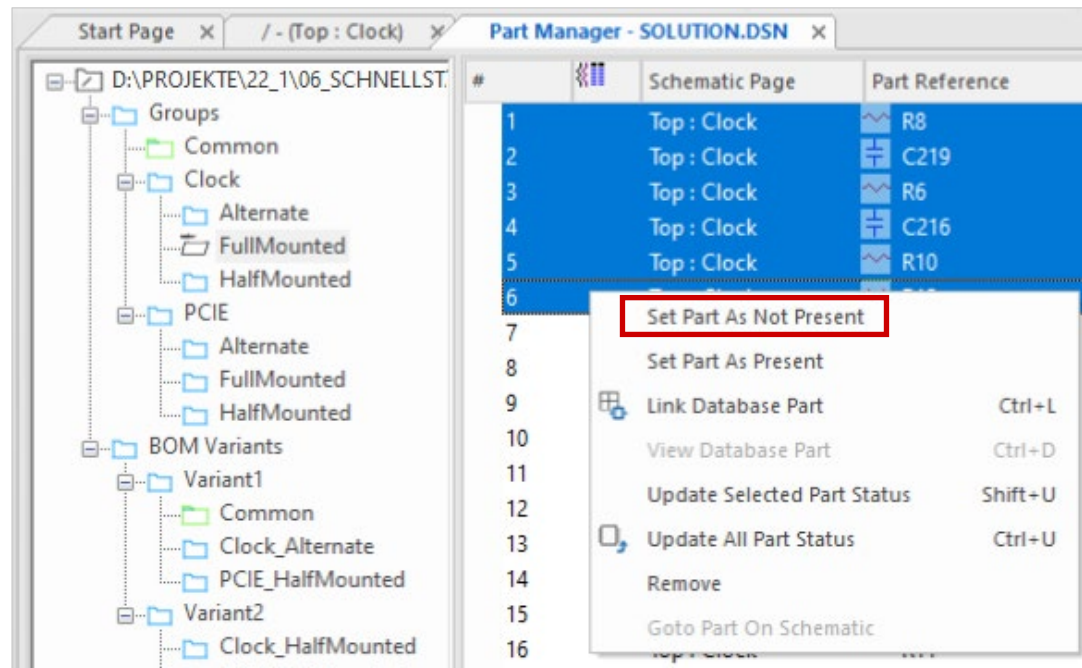 Start Page
/ - (Top : Clock)
Part Manager - SOLUTION.DSN
D:\PROJEKTE\22_1\06_SCHNELLST
Groups
Common
Clock
Alternate
FullMounted
HalfMounted
PCIE
Alternate
FullMounted
HalfMounted
BOM Variants
Variant1
Common
Clock_Alternate
PCIE_HalfMounted
Variant2
Clock_HalfMounted
# Schematic Page Part Reference
1 Top : Clock R8
2 Top : Clock C219
3 Top : Clock R6
4 Top : Clock C216
5 Top : Clock R10
6
7
8
9
10
11
12
13
14
15
16
Set Part As Not Present
Set Part As Present
Link Database Part Ctrl+L
View Database Part Ctrl+D
Update Selected Part Status Shift+U
Update All Part Status Ctrl+U
Remove
Goto Part On Schematic